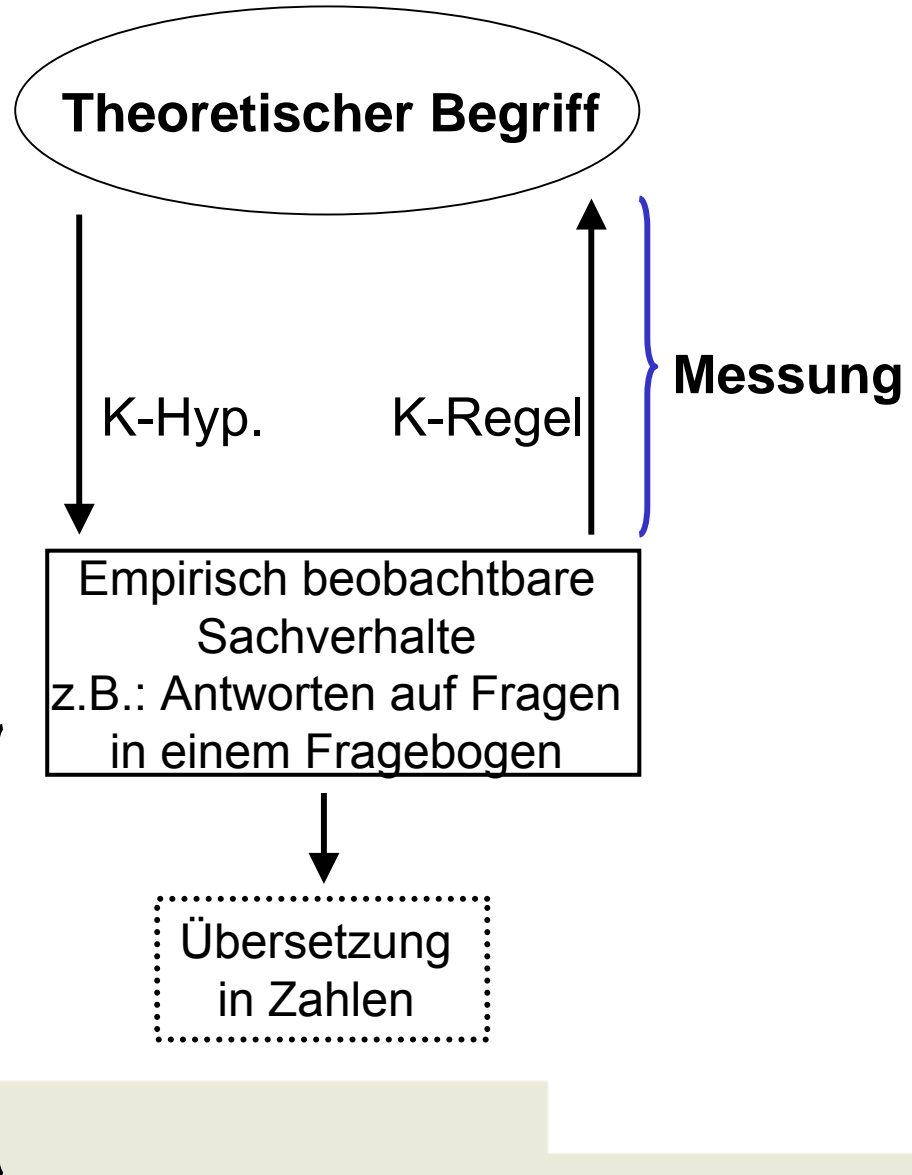 Theoretischer Begriff
Messung
K-Hyp.
K-Regel
Empirisch beobachtbare
Sachverhalte
z.B.: Antworten auf Fragen
in einem Fragebogen
Übersetzung
in Zahlen